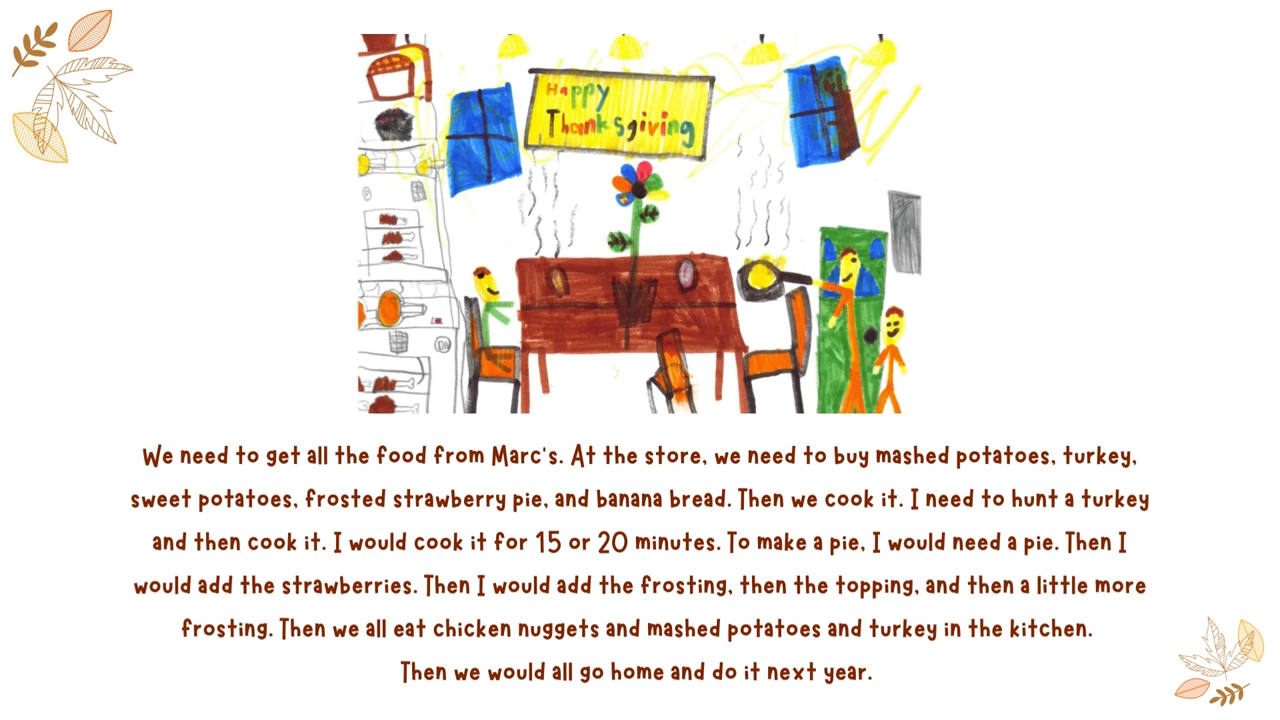 Happy
Thanksgiving
We need to get all the food from Marc's. At the store, we need to buy mashed potatoes, turkey,
sweet potatoes, frosted strawberry pie, and banana bread. Then we cook it. I need to hunt a turkey
and then cook it. I would cook it for 15 or 20 minutes. To make a pie, I would need a pie. Then I
would add the strawberries. Then I would add the frosting, then the topping, and then a little more
frosting. Then we all eat chicken nuggets and mashed potatoes and turkey in the kitchen.
Then we would all go home and do it next year.